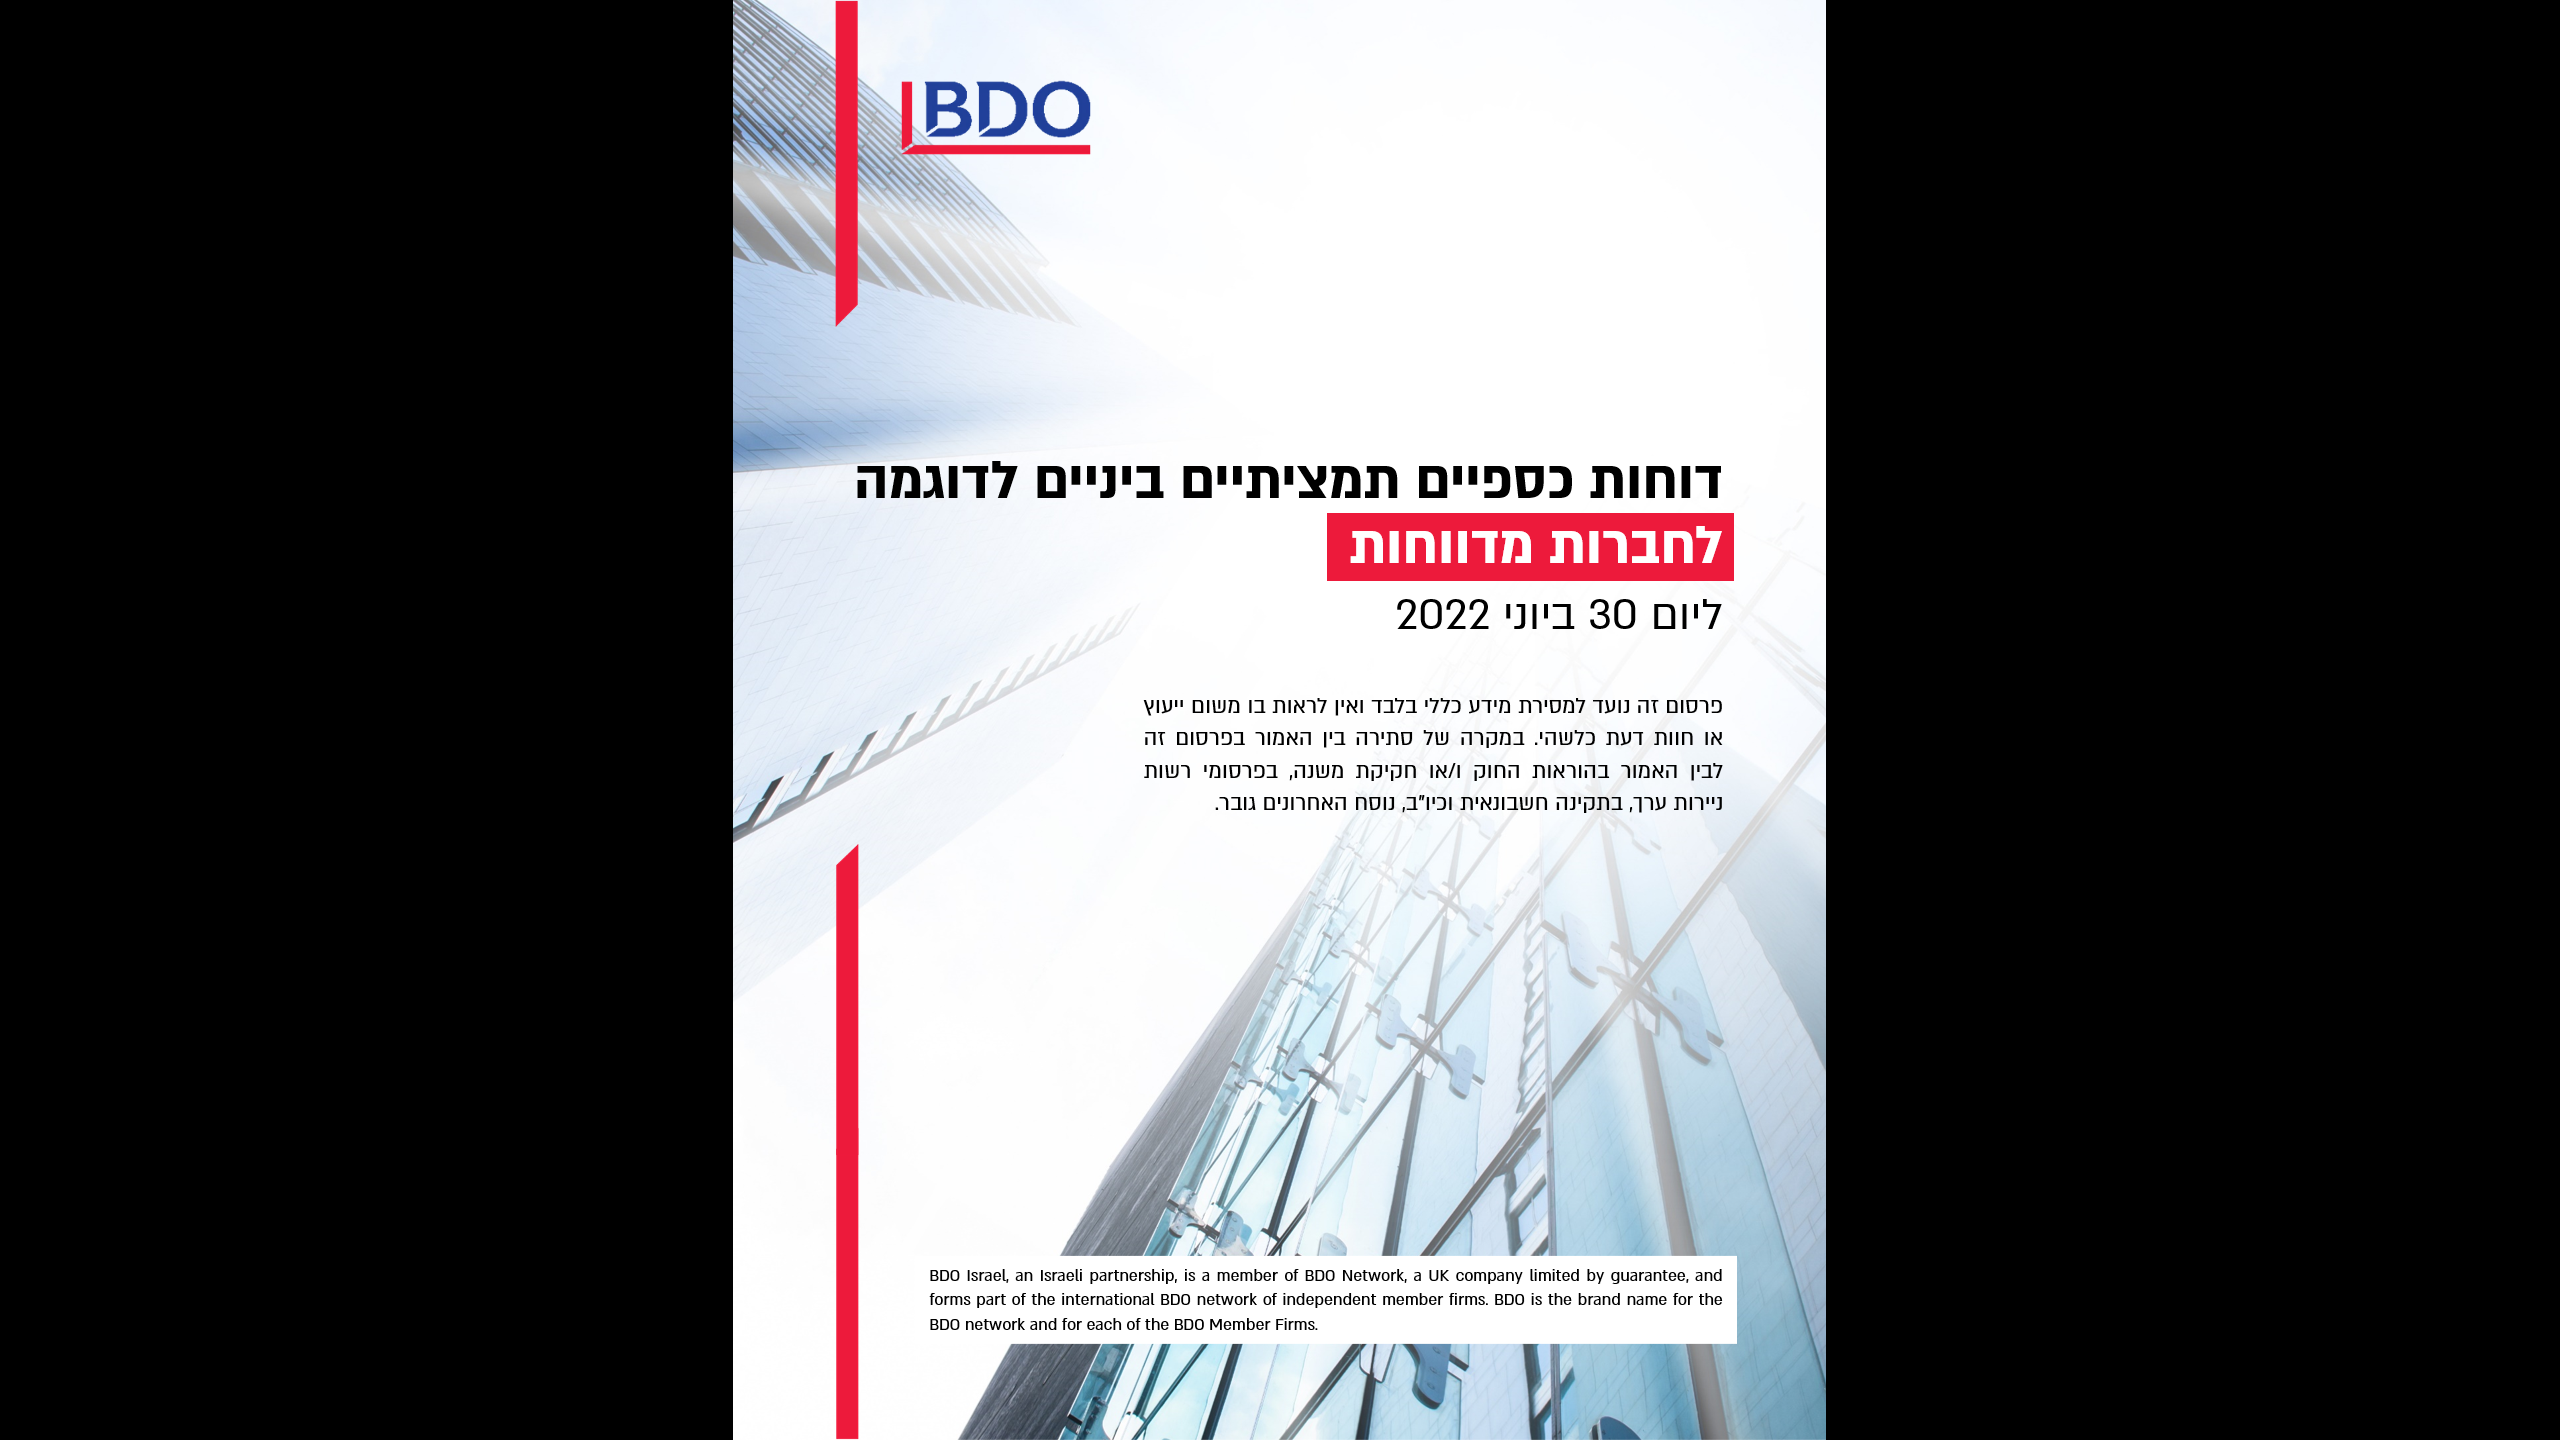 BDO
דוחות כספיים תמציתיים ביניים לדוגמה
לחברות מדווחות
ליום 30 ביוני 2022
פרסום זה נועד למסירת מידע כללי בלבד ואין לראות בו משום ייעוץ
או חוות דעת כלשהי. במקרה של סתירה בין האמור בפרסום זה
לבין האמור בהוראות החוק ו/או חקיקת משנה, בפרסומי רשות
ניירות ערך, בתקינה חשבונאית וכיו"ב, נוסח האחרונים גובר.
BDO Israel, an Israeli partnership, is a member of BDO Network, a UK company limited by guarantee, and
forms part of the international BDO network of independent member firms. BDO is the brand name for the
BDO network and for each of the BDO Member Firms.